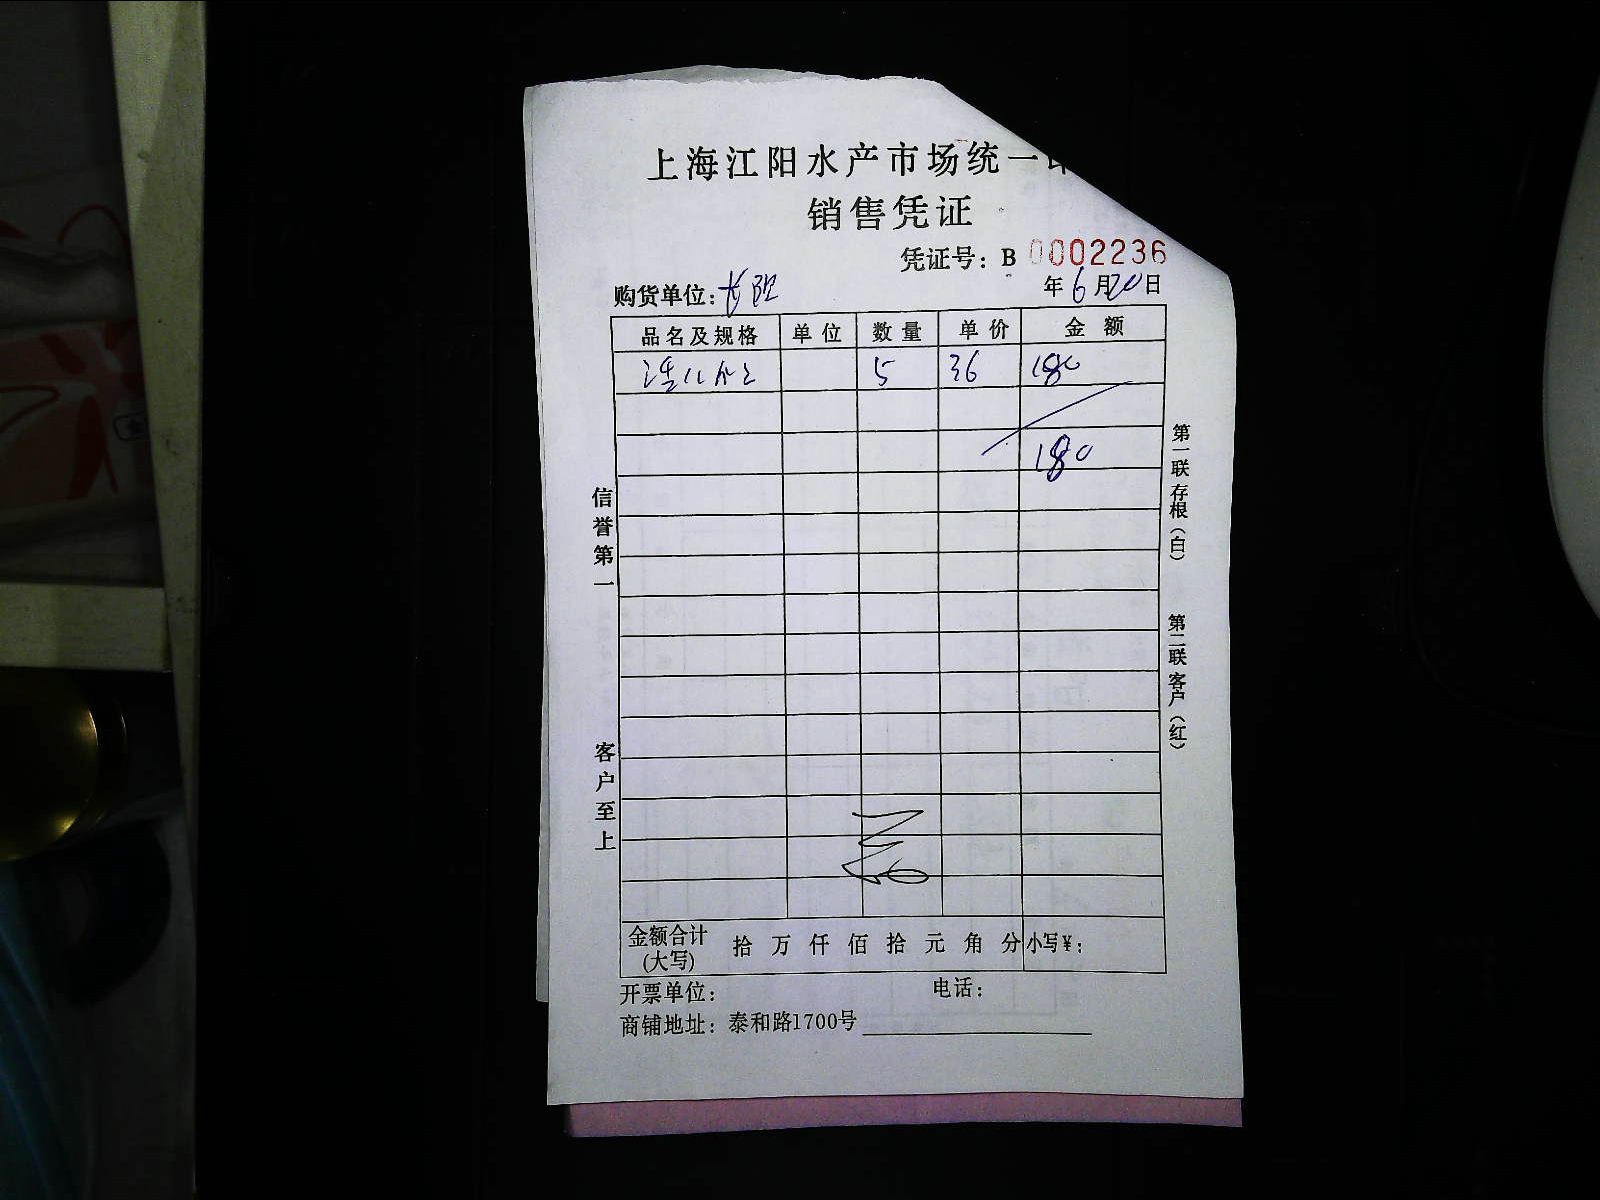 上海江阳水产市场统一
销售凭证
凭证号：B 0002236
购货单位：长阳 年6月20日
品名及规格 单位 数量 单价 金额
5 36 180
180
信誉第一
客户至上
第一联存根（白）
第二联客户（红）
金额合计（大写） 拾 万 仟 佰 拾 元 角 分 小写¥：
开票单位： 电话：
商铺地址：泰和路1700号